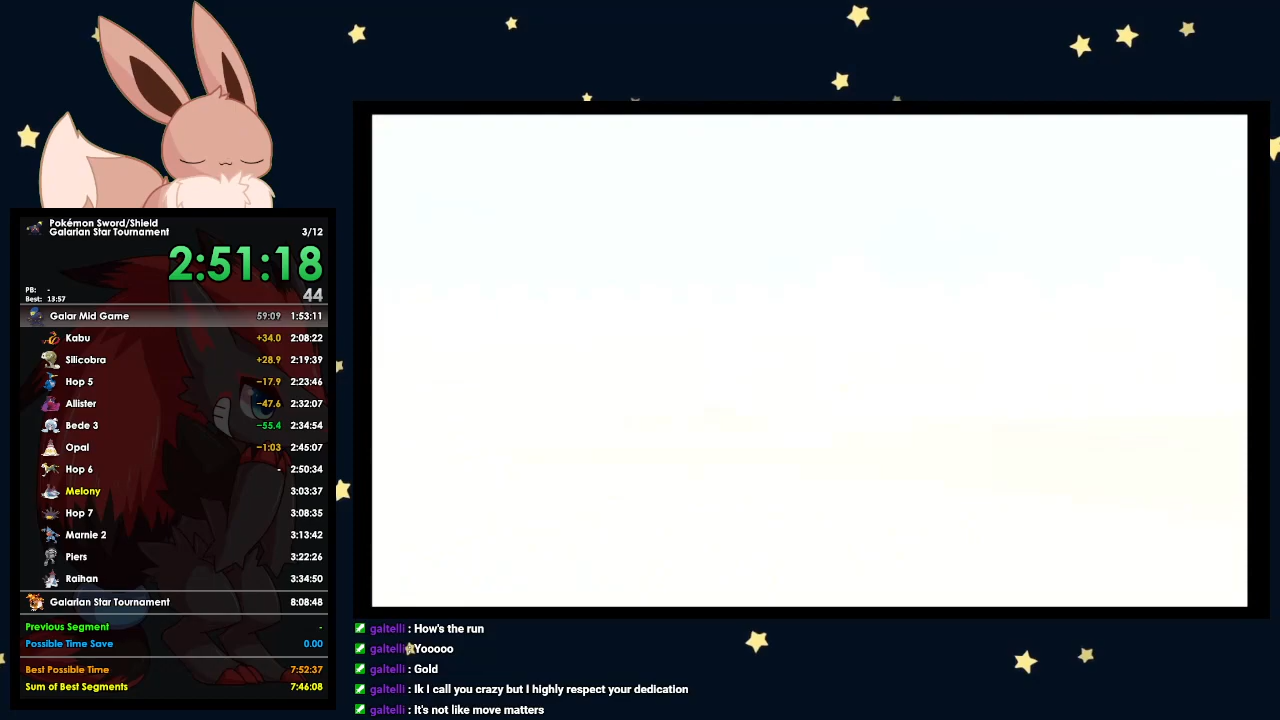 Pokémon Sword/Shield
Galarian Star Tournament 3/12
2:51:18
PB: -
Best: 13:57
44
Galar Mid Game 59:09 1:53:11
Kabu +34.0 2:08:22
Silicobra +28.9 2:19:39
Hop 5 −17.9 2:23:46
Allister −47.6 2:32:07
Bede 3 −55.4 2:34:54
Opal −1:03 2:45:07
Hop 6 - 2:50:34
Melony 3:03:37
Hop 7 3:08:35
Marnie 2 3:13:42
Piers 3:22:26
Raihan 3:34:50
Galarian Star Tournament 8:08:48
Previous Segment -
Possible Time Save 0.00
Best Possible Time 7:52:37
Sum of Best Segments 7:46:08
galtelli : How's the run
galtelli : Yooooo
galtelli : Gold
galtelli : Ik I call you crazy but I highly respect your dedication
galtelli : It's not like move matters